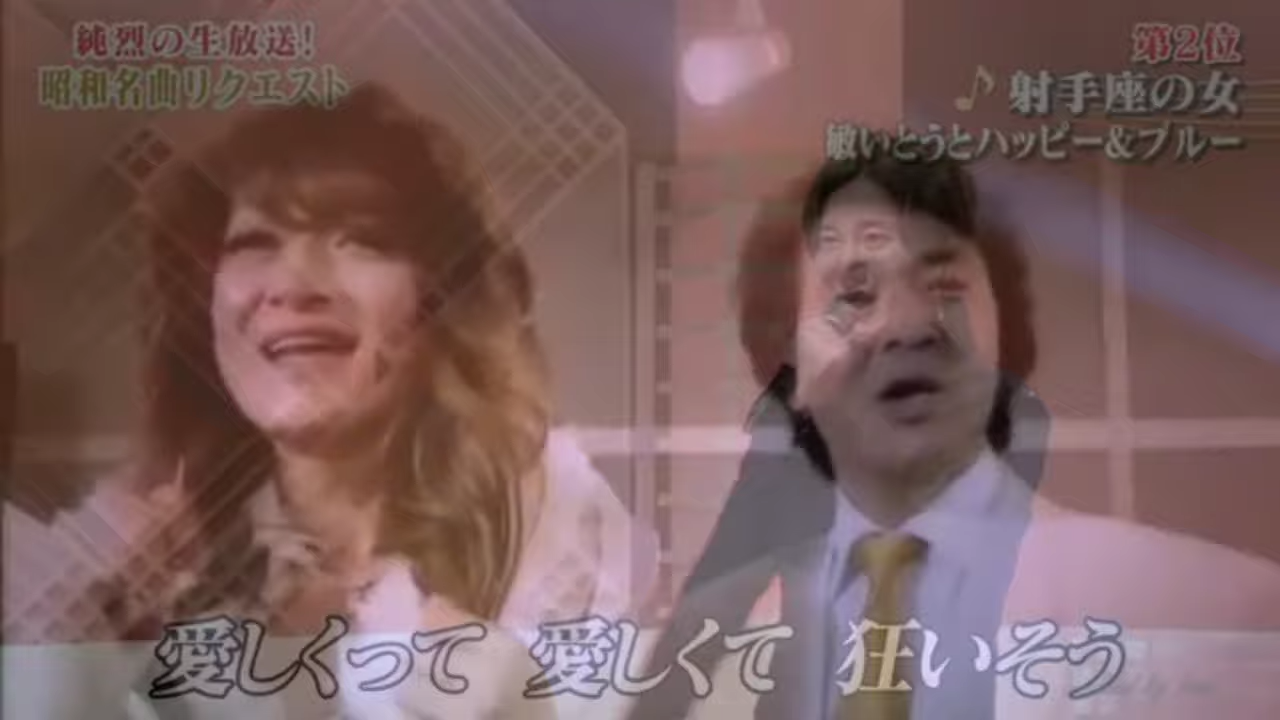 純烈の生放送!
昭和名曲リクエスト
第2位
♪射手座の女
敏いとうとハッピー&ブルー
愛しくって 愛しくて 狂いそう